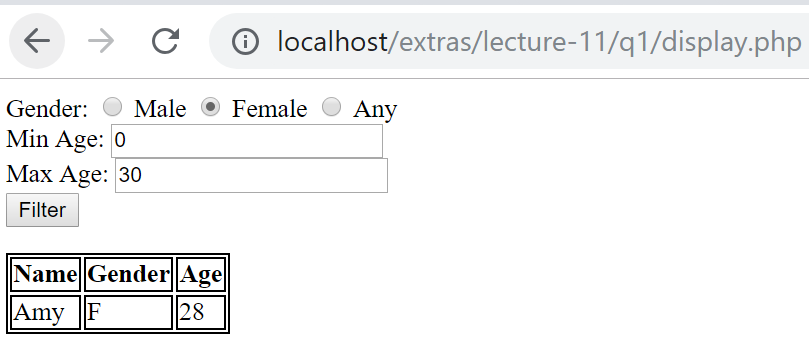 localhost/extras/lecture-11/q1/display.php
Gender: Male Female Any
Min Age: 0
Max Age: 30
Filter
Name Gender Age
Amy F 28